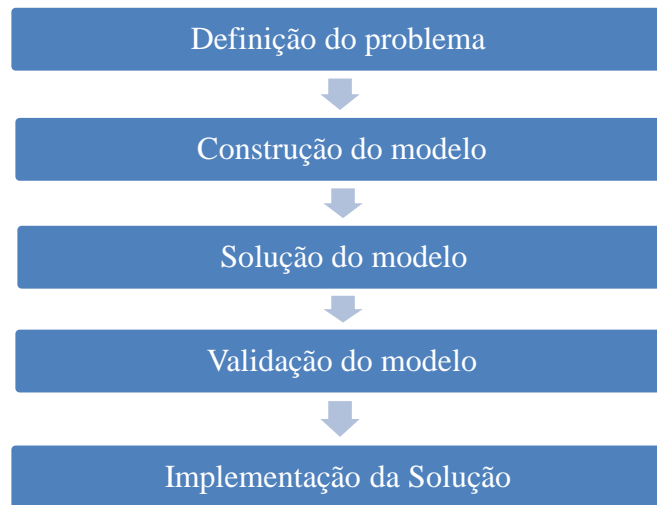 Definição do problema
Construção do modelo
Solução do modelo
Validação do modelo
Implementação da Solução